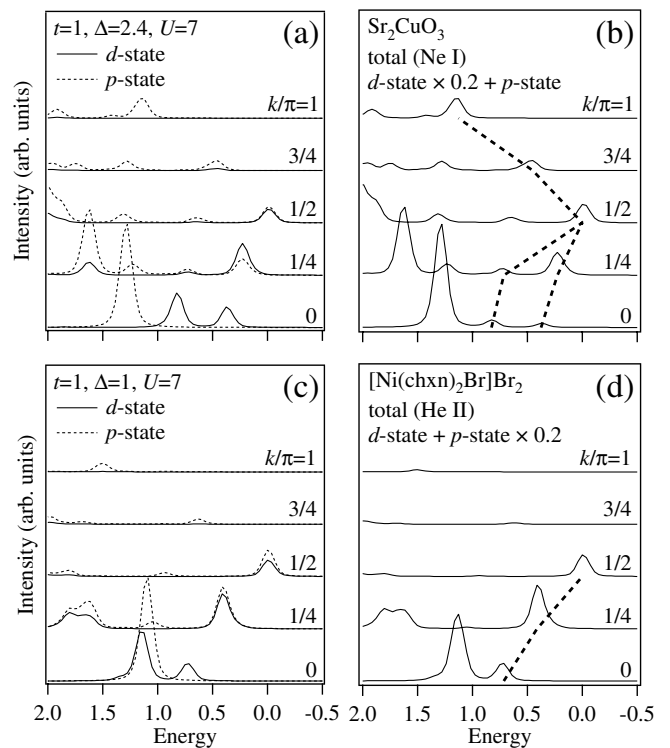 t=1, Δ=2.4, U=7
d-state
p-state
(a)
k/π=1
3/4
1/2
1/4
0
Intensity (arb. units)
Sr₂CuO₃
total (Ne I)
d-state × 0.2 + p-state
(b)
k/π=1
3/4
1/2
1/4
0
t=1, Δ=1, U=7
d-state
p-state
(c)
k/π=1
3/4
1/2
1/4
0
Intensity (arb. units)
2.0 1.5 1.0 0.5 0.0 -0.5
Energy
[Ni(chxn)₂Br]Br₂
total (He II)
d-state + p-state × 0.2
(d)
k/π=1
3/4
1/2
1/4
0
2.0 1.5 1.0 0.5 0.0 -0.5
Energy